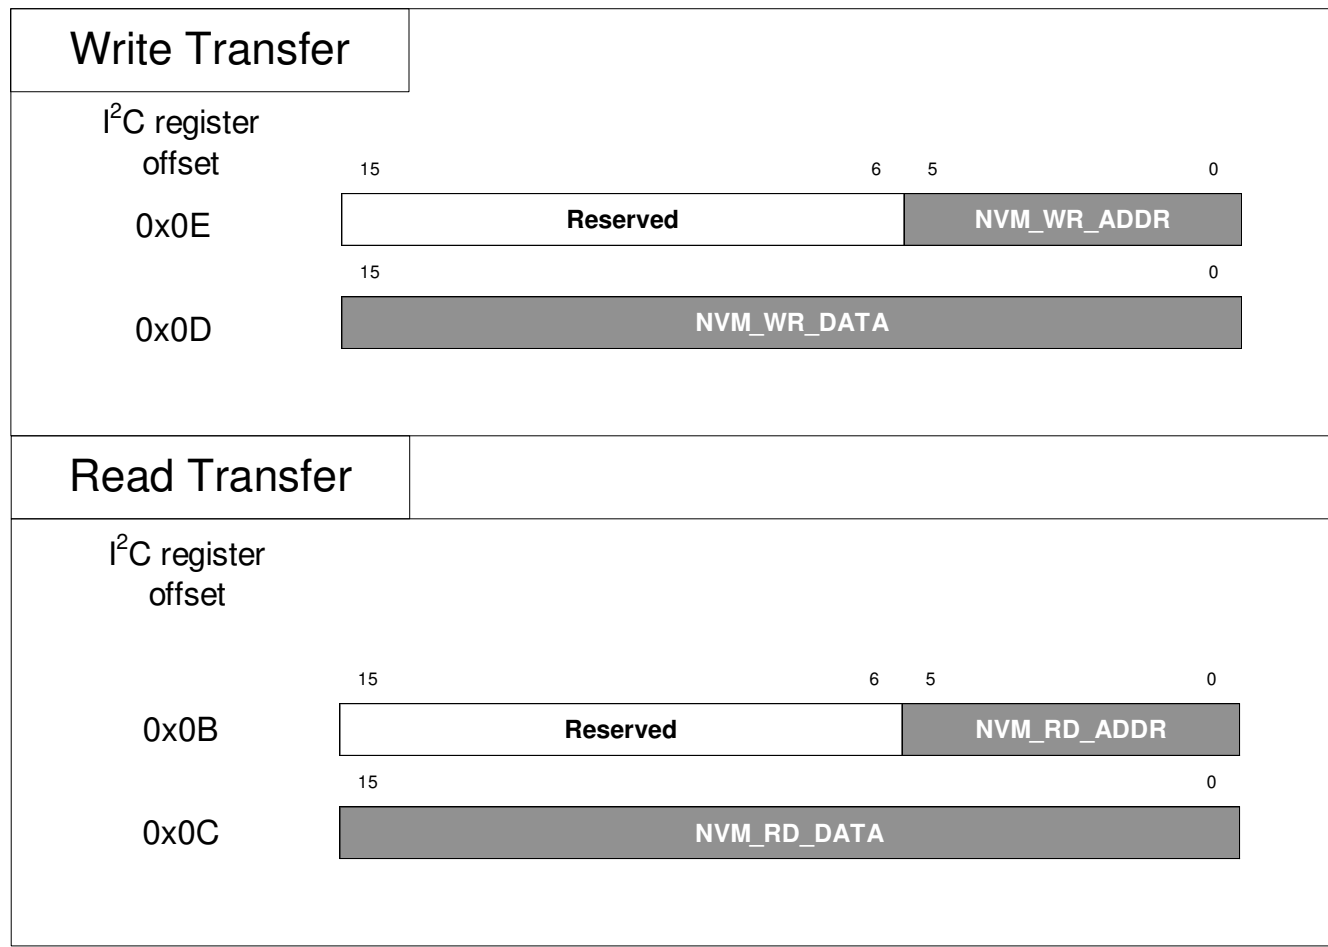 Write Transfer
I²C register
offset
15 6 5 0
0x0E Reserved NVM_WR_ADDR
15 0
0x0D NVM_WR_DATA
Read Transfer
I²C register
offset
15 6 5 0
0x0B Reserved NVM_RD_ADDR
15 0
0x0C NVM_RD_DATA